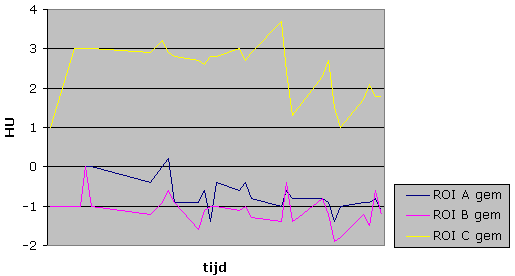 4
3
2
1
0
-1
-2
HU
tijd
ROI A gem
ROI B gem
ROI C gem